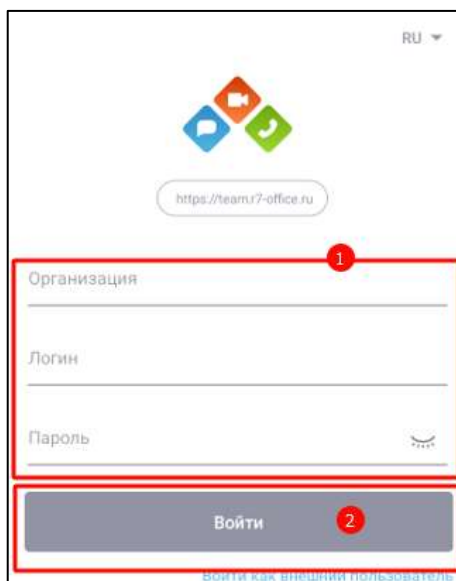 RU
https://team.r7-office.ru
1
Организация
Логин
Пароль
Войти
2
Войти как внешний пользователь